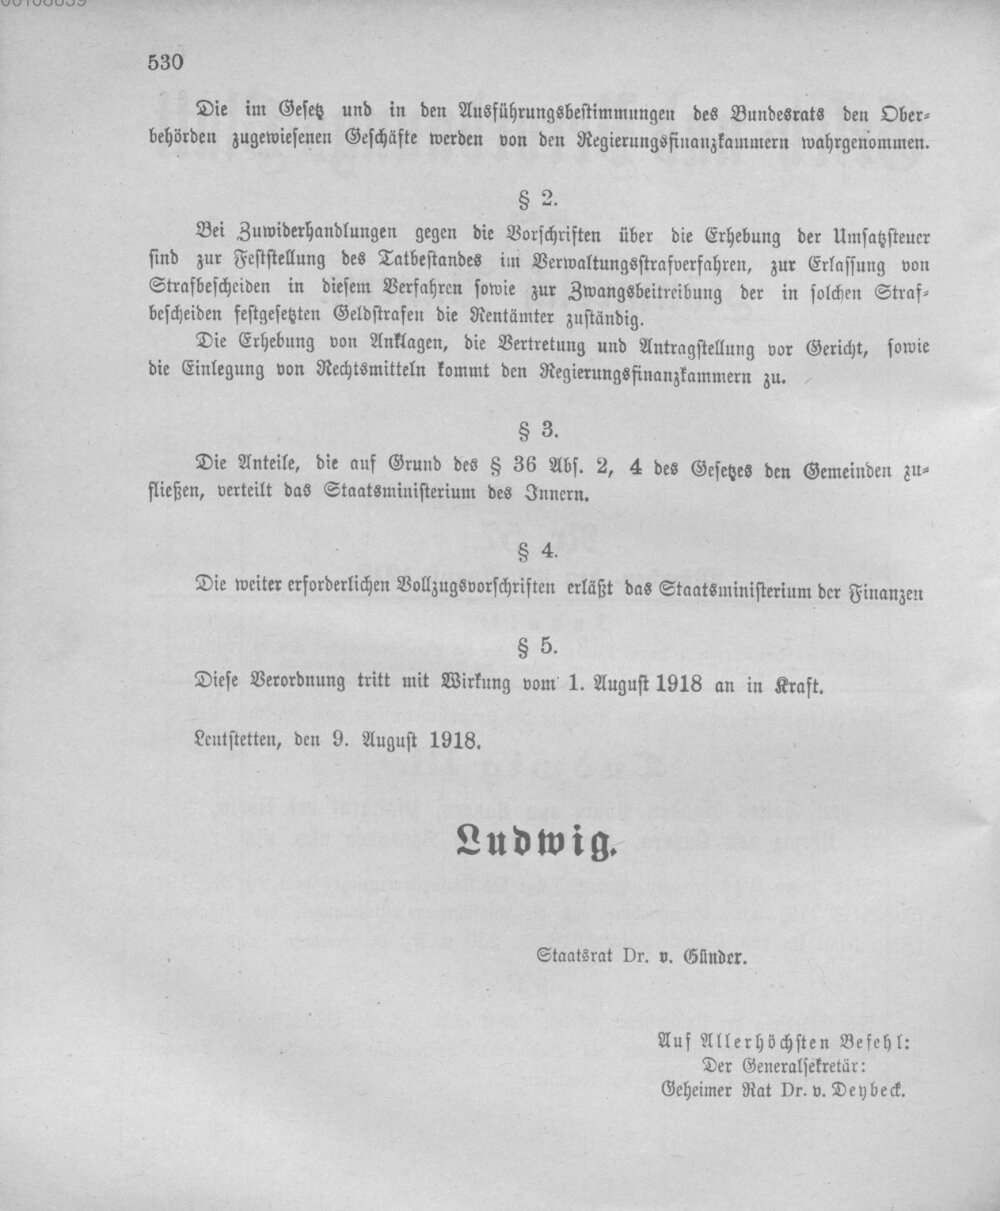 530
Die im Gesetz und in den Ausführungsbestimmungen des Bundesrats den Ober-
behörden zugewiesenen Geschäfte werden von den Regierungsfinanzkammern wahrgenommen.
§ 2.
Bei Zuwiderhandlungen gegen die Vorschriften über die Erhebung der Umsatzsteuer
sind zur Feststellung des Tatbestandes im Verwaltungsstrafverfahren, zur Erlassung von
Strafbescheiden in diesem Verfahren sowie zur Zwangsbeitreibung der in solchen Straf-
bescheiden festgesetzten Geldstrafen die Rentämter zuständig.
Die Erhebung von Anklagen, die Vertretung und Antragstellung vor Gericht, sowie
die Einlegung von Rechtsmitteln kommt den Regierungsfinanzkammern zu.
§ 3.
Die Anteile, die auf Grund des § 36 Abs. 2, 4 des Gesetzes den Gemeinden zu-
fließen, verteilt das Staatsministerium des Innern.
§ 4.
Die weiter erforderlichen Vollzugsvorschriften erläßt das Staatsministerium der Finanzen
§ 5.
Diese Verordnung tritt mit Wirkung vom 1. August 1918 an in Kraft.
Leutstetten, den 9. August 1918.
Ludwig.
Staatsrat Dr. v. Günder.
Auf Allerhöchsten Befehl:
Der Generalsekretär:
Geheimer Rat Dr. v. Deybeck.